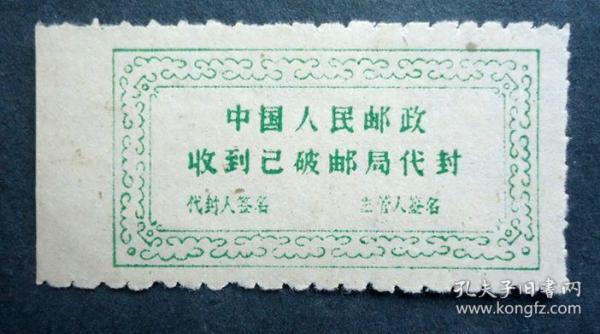 中国人民邮政
收到已破邮局代封
代封人签名 主管人签名
孔夫子旧书网
www.kongfz.com